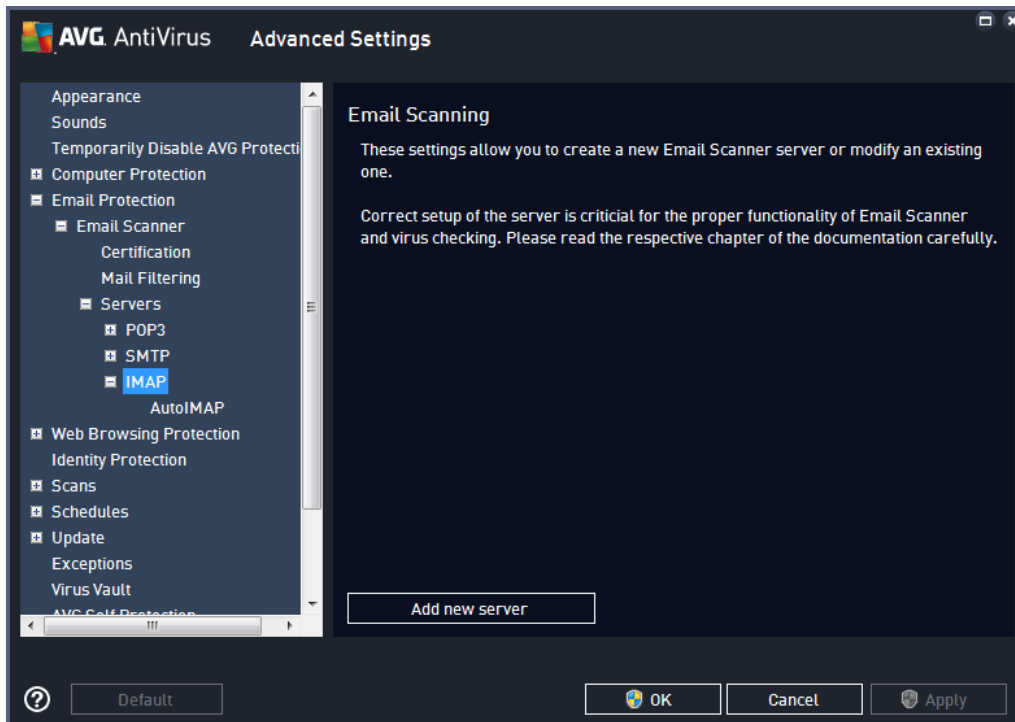 AVG. AntiVirus Advanced Settings
Appearance
Sounds
Temporarily Disable AVG Protecti
Computer Protection
Email Protection
Email Scanner
Certification
Mail Filtering
Servers
POP3
SMTP
IMAP
AutoIMAP
Web Browsing Protection
Identity Protection
Scans
Schedules
Update
Exceptions
Virus Vault
AVG Self Protection
Email Scanning
These settings allow you to create a new Email Scanner server or modify an existing
one.
Correct setup of the server is criticial for the proper functionality of Email Scanner
and virus checking. Please read the respective chapter of the documentation carefully.
Add new server
Default
OK
Cancel
Apply